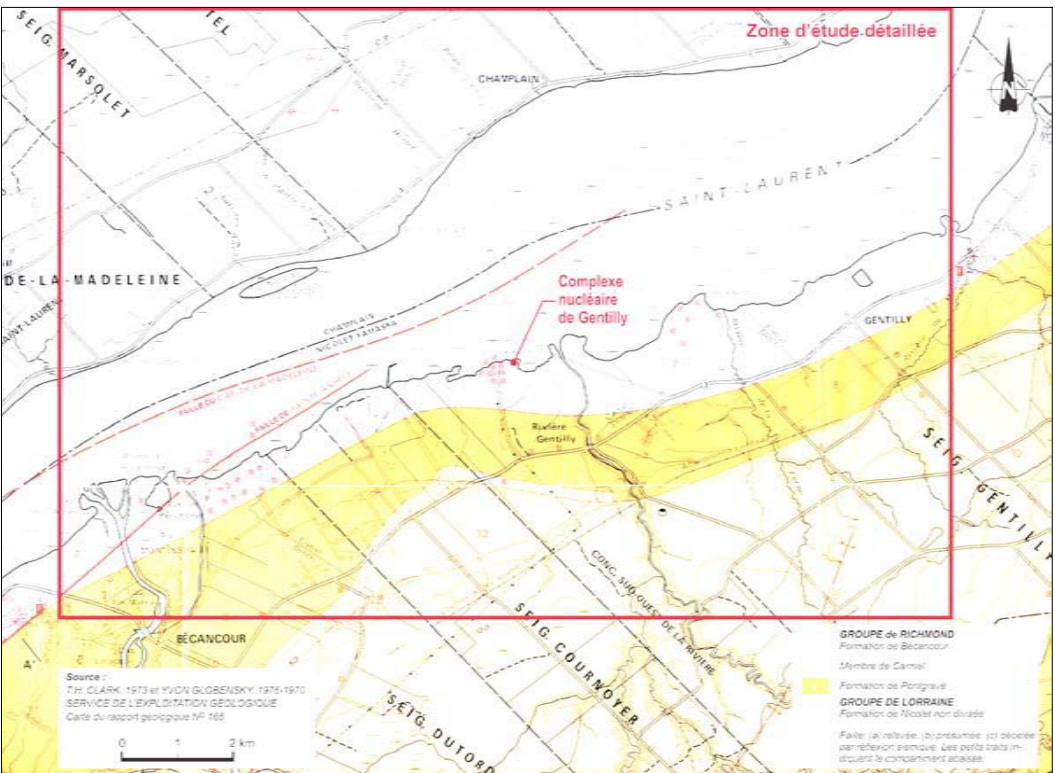 Zone d'étude détaillée
SEIG. MARSOLET
CHAMPLAIN
N
SAINT-LAURENT
DE-LA-MADELEINE
SAINT-LAURENT
Complexe
nucléaire
de Gentilly
CHAMPLAIN
NICOLET YAMASKA
GENTILLY
FAILLE DU CAP-DE LA MADELEINE
FAILLE DE
Rivière
Gentilly
SEIG. GENTILLY
CONC. SUD-OUEST DE LA RIVIÈRE
SEIG. COURNOYER
BÉCANCOUR
A'
SEIG. DUTORD
Source :
T.H. CLARK, 1973 et YVON GLOBENSKY, 1976-1970
SERVICE DE L'EXPLOITATION GÉOLOGIQUE
Carte du rapport géologique Nº 165
0 1 2 km
GROUPE de RICHMOND
Formation de Bécancour
Membre de Carmel
Formation de Pontgravé
GROUPE DE LORRAINE
Formation de Nicolet non divisée
Faille: (a) relevée, (b) présumée, (c) décelée
par réflexion sismique. Les petits traits in-
diquent le compartiment abaissé.